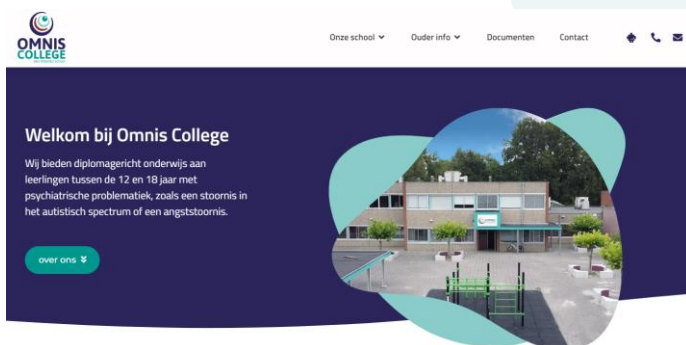 OMNIS
COLLEGE
Onze school
Ouder info
Documenten
Contact
Welkom bij Omnis College
Wij bieden diplomagericht onderwijs aan
leerlingen tussen de 12 en 18 jaar met
psychiatrische problematiek, zoals een stoornis in
het autistisch spectrum of een angststoornis.
over ons